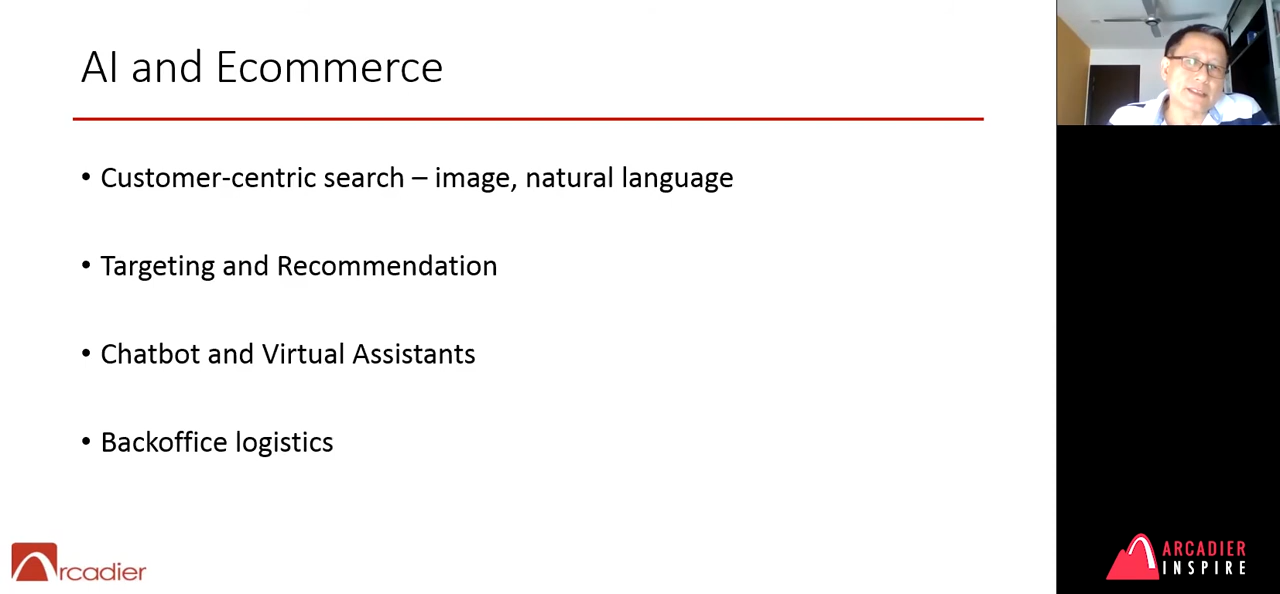 AI and Ecommerce
• Customer-centric search – image, natural language
• Targeting and Recommendation
• Chatbot and Virtual Assistants
• Backoffice logistics
Arcadier
ARCADIER
INSPIRE